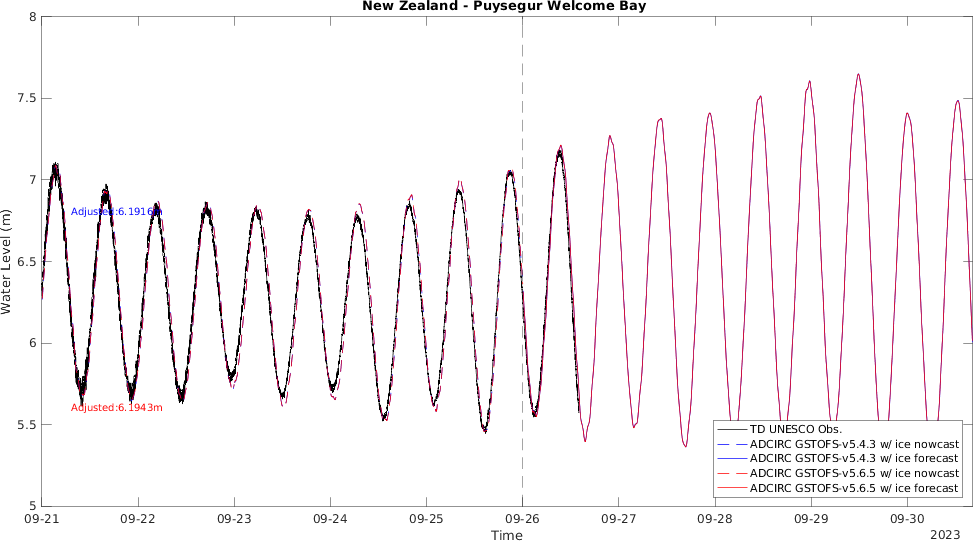 New Zealand - Puysegur Welcome Bay
8
7.5
7
6.5
6
5.5
5
Water Level (m)
Adjusted:6.1916m
Adjusted:6.1943m
TD UNESCO Obs.
ADCIRC GSTOFS-v5.4.3 w/ ice nowcast
ADCIRC GSTOFS-v5.4.3 w/ ice forecast
ADCIRC GSTOFS-v5.6.5 w/ ice nowcast
ADCIRC GSTOFS-v5.6.5 w/ ice forecast
09-21 09-22 09-23 09-24 09-25 09-26 09-27 09-28 09-29 09-30
Time
2023